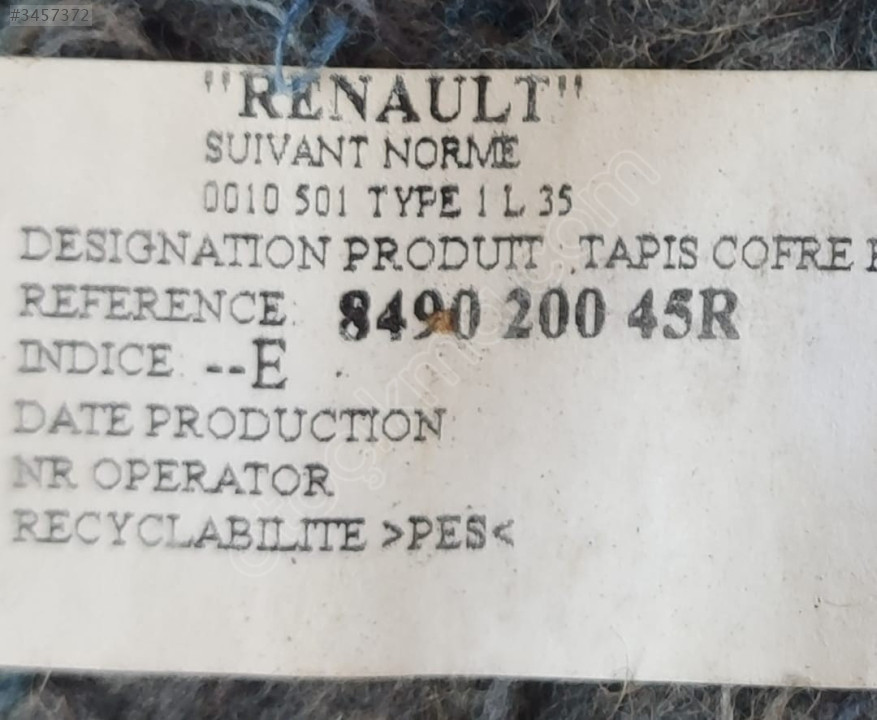 #3457372
"RENAULT"
SUIVANT NORME
0010 501 TYPE 1 L 35
DESIGNATION PRODUIT : TAPIS COFRE
REFERENCE: 8490 200 45R
INDICE: --E
DATE PRODUCTION
NR OPERATOR
RECYCLABILITE >PES<